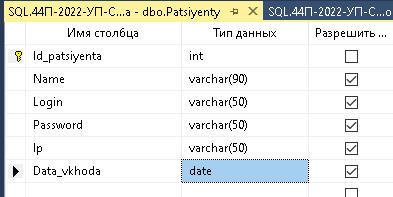 SQL.44П-2022-УП-С...а - dbo.Patsiyenty SQL.44П-2022-УП-С...о
Имя столбца Тип данных Разрешить ...
Id_patsiyenta int
Name varchar(90)
Login varchar(50)
Password varchar(50)
Ip varchar(50)
Data_vkhoda date